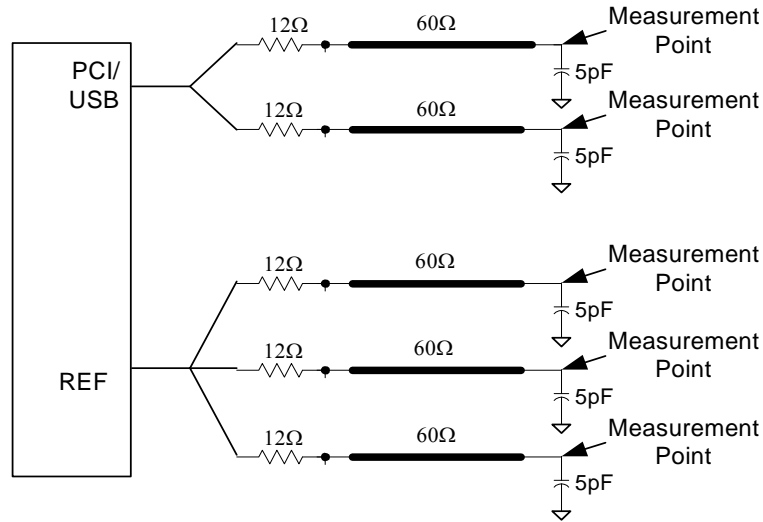 12Ω
60Ω
Measurement
Point
PCI/
USB
5pF
12Ω
60Ω
Measurement
Point
5pF
12Ω
60Ω
Measurement
Point
5pF
REF
12Ω
60Ω
Measurement
Point
5pF
12Ω
60Ω
Measurement
Point
5pF